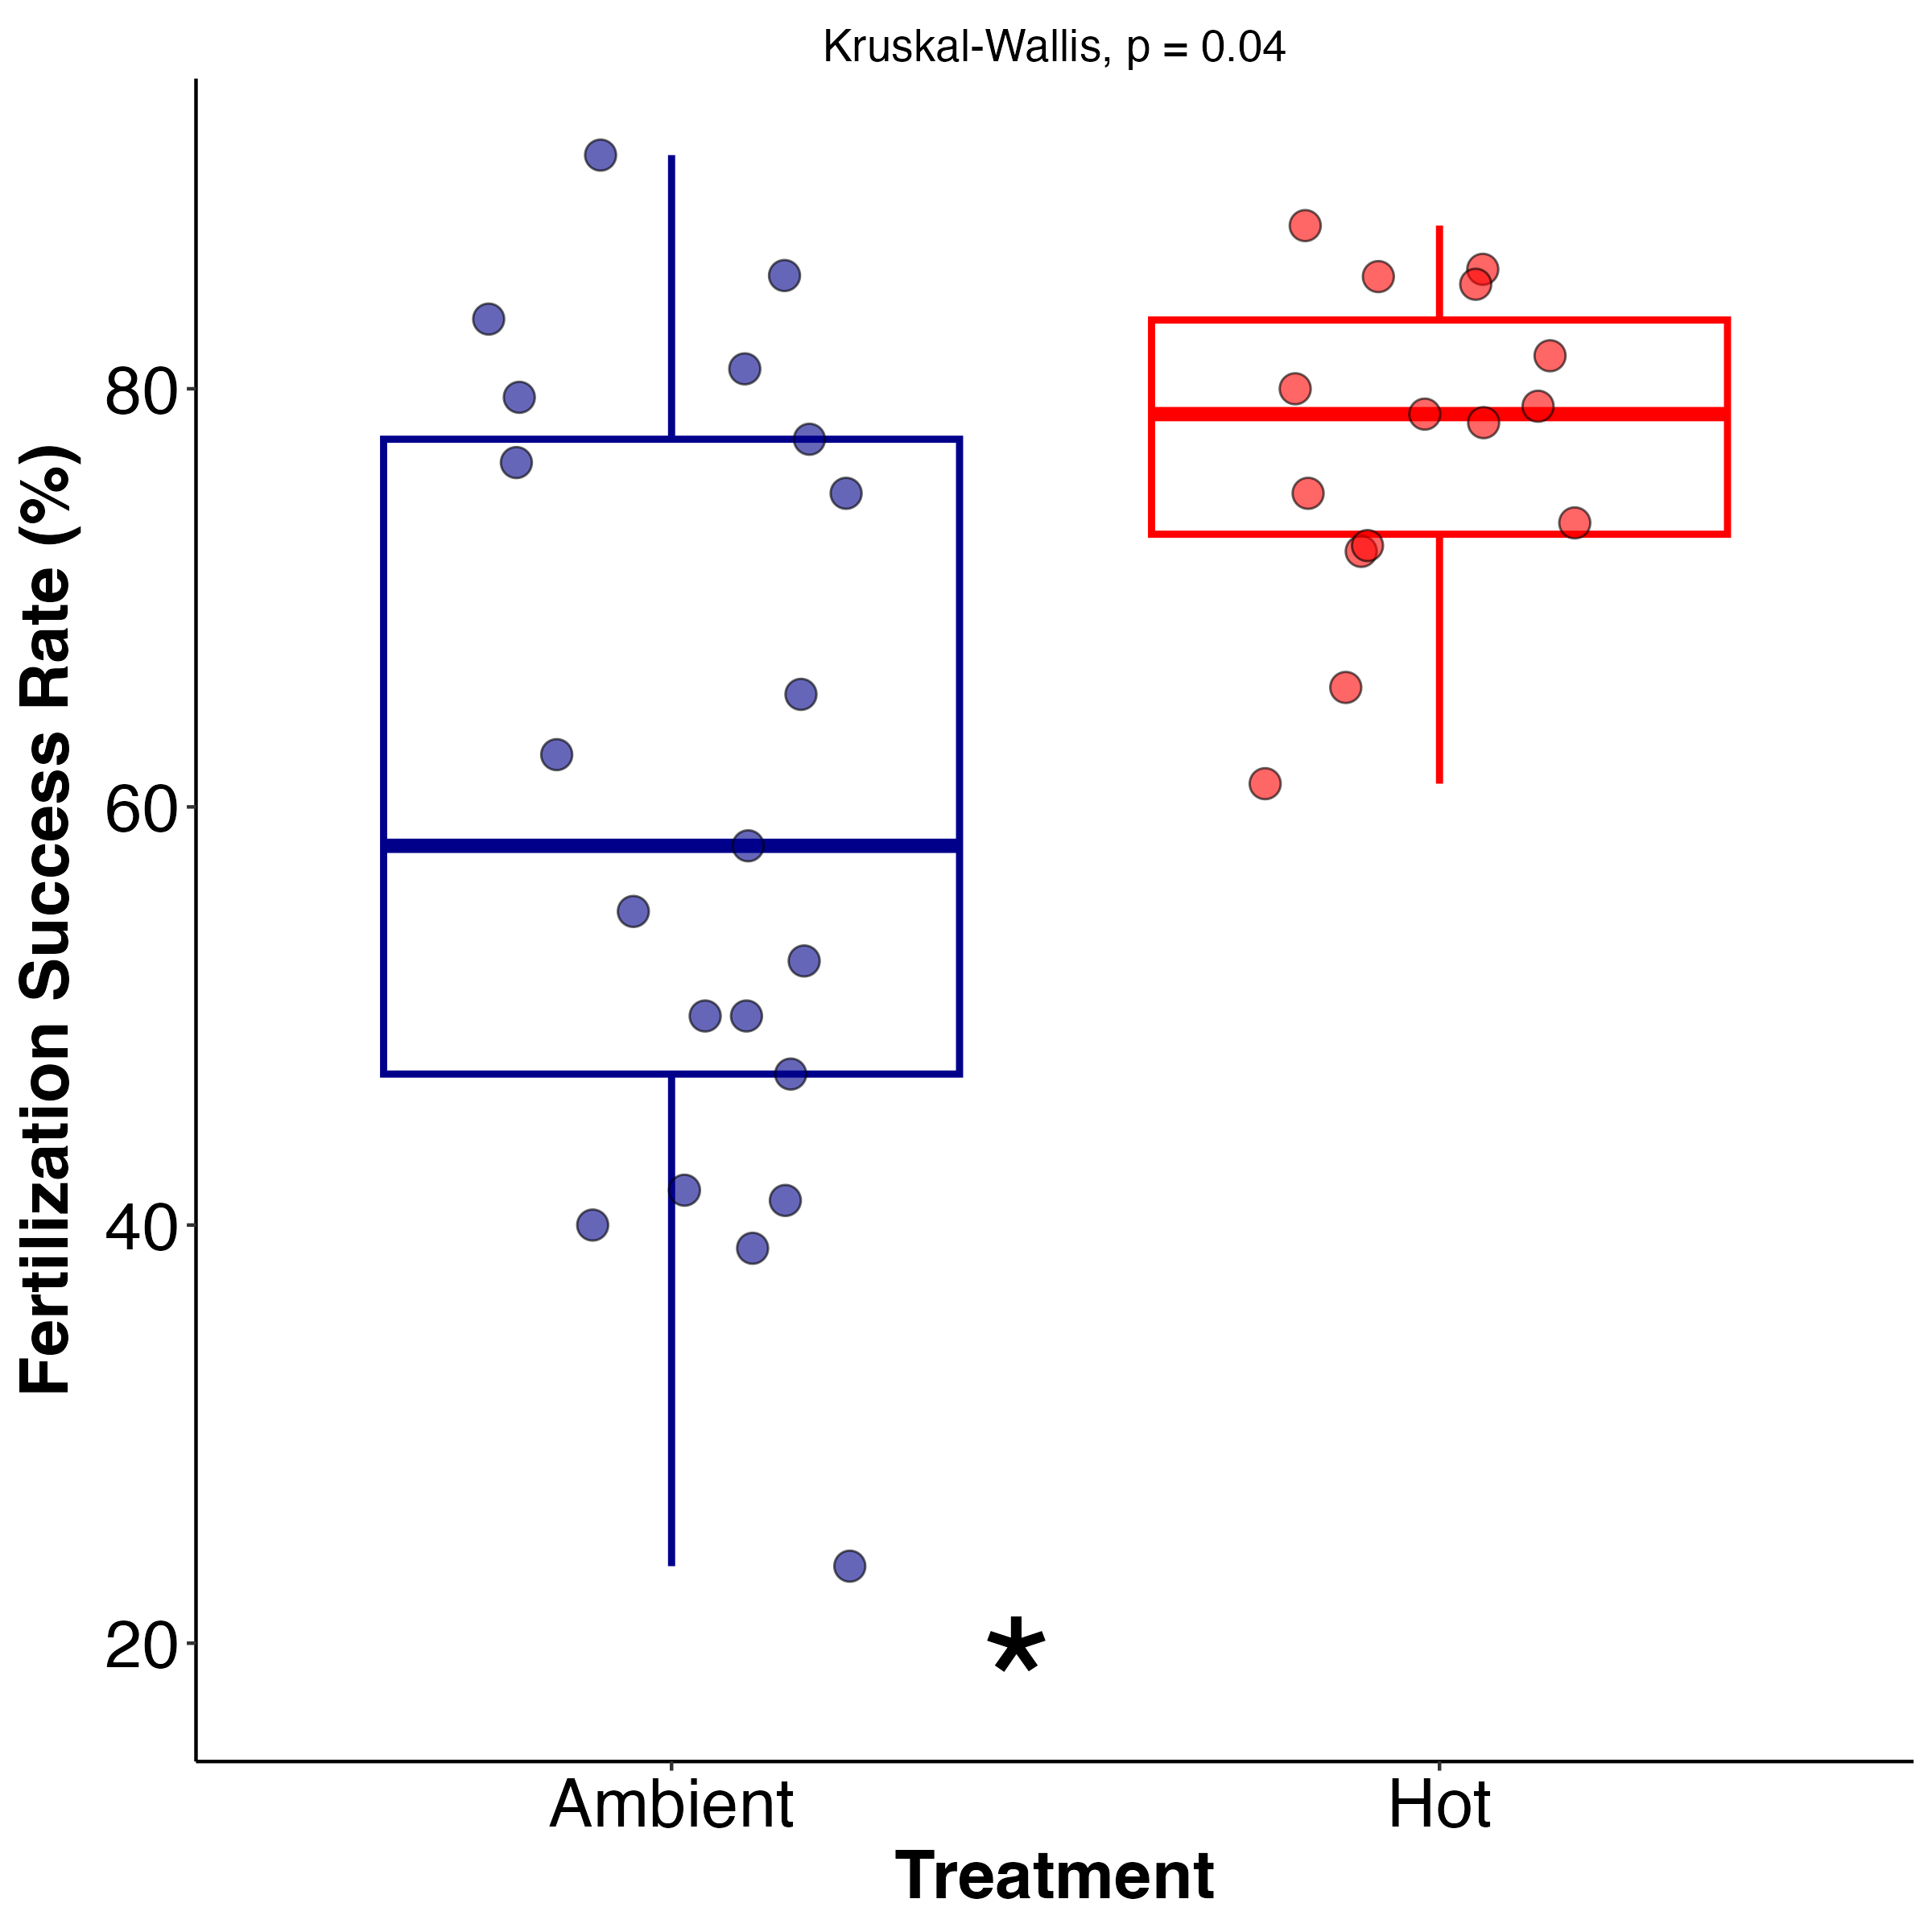 Kruskal-Wallis, p = 0.04
Fertilization Success Rate (%)
80
60
40
20
*
Ambient
Hot
Treatment